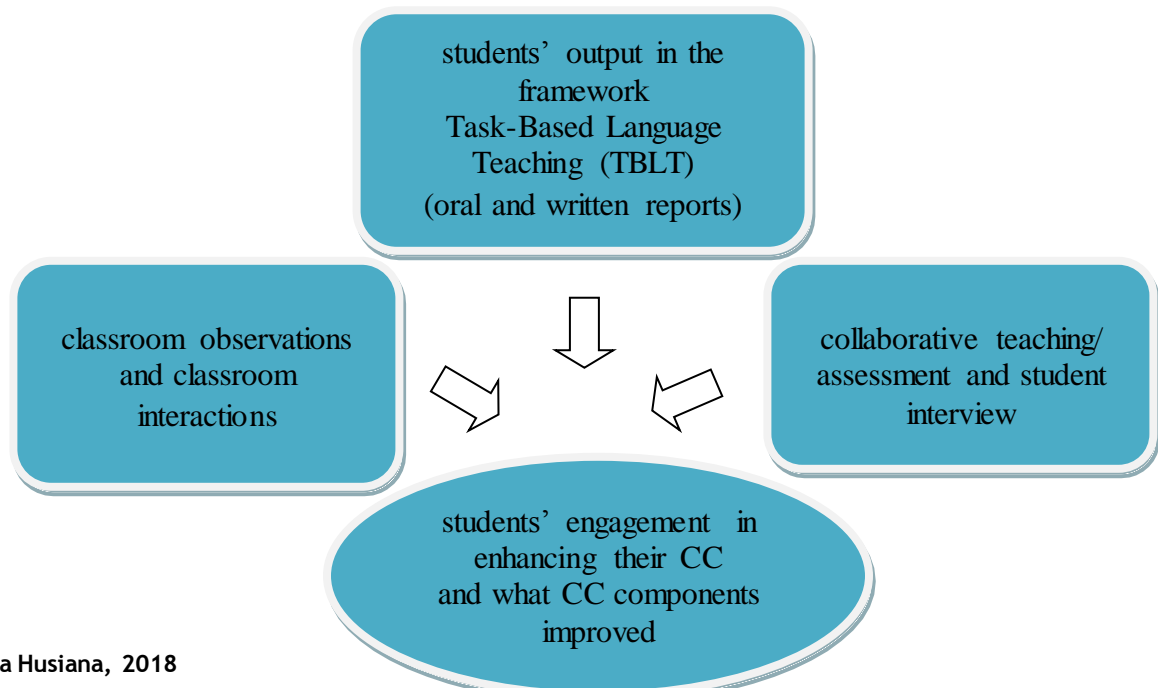 students’ output in the
framework
Task-Based Language
Teaching (TBLT)
(oral and written reports)
classroom observations
and classroom
interactions
collaborative teaching/
assessment and student
interview
students’ engagement in
enhancing their CC
and what CC components
improved
a Husiana, 2018